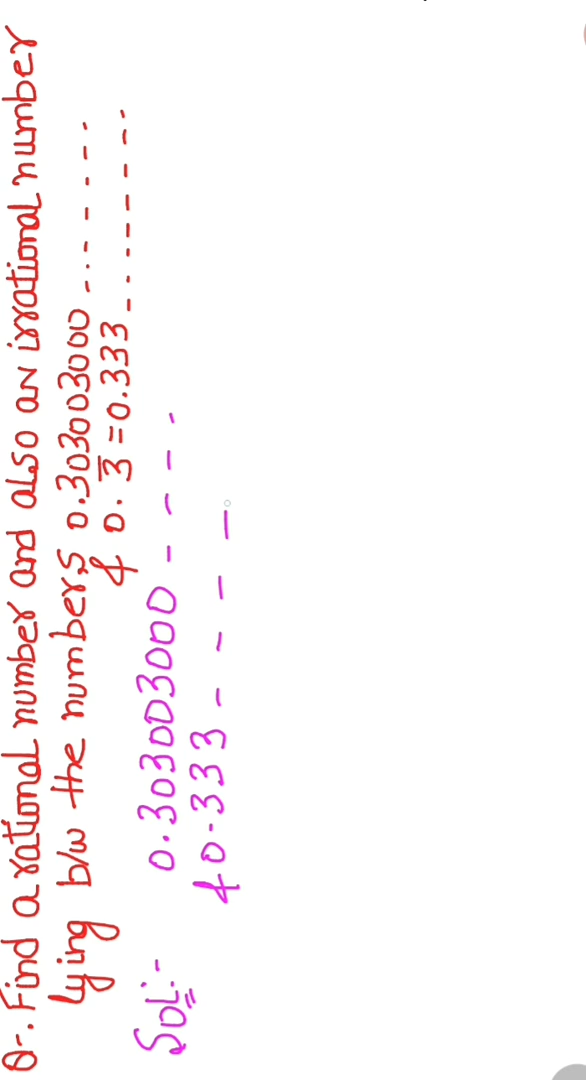 Q-. Find a rational number and also an irrational number
lying b/w the numbers 0.303003000 ........
& 0.3̅ = 0.333 ........
Sol:- 0.303003000 - - - -
& 0.333 - - - -